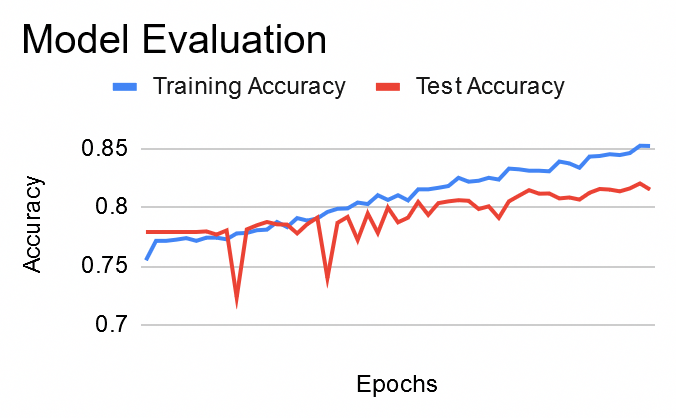 Model Evaluation
Training Accuracy Test Accuracy
0.85
0.8
0.75
0.7
Accuracy
Epochs